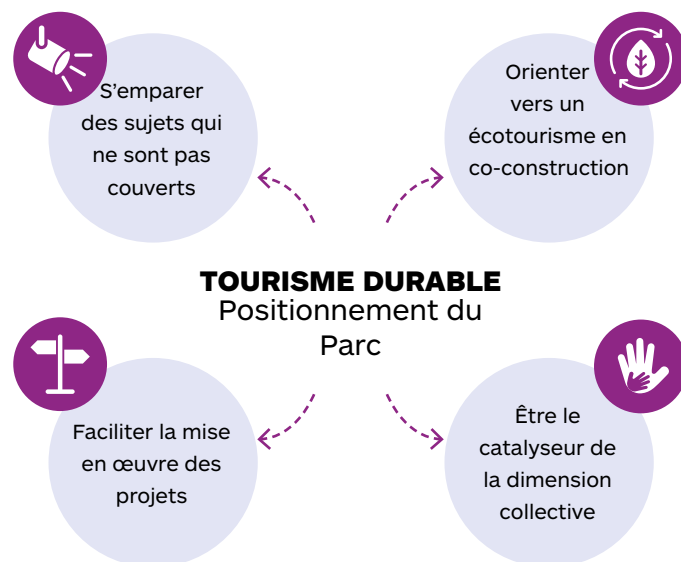 S'emparer
des sujets qui
ne sont pas
couverts
Orienter
vers un
écotourisme en
co-construction
TOURISME DURABLE
Positionnement du
Parc
Faciliter la mise
en œuvre des
projets
Être le
catalyseur de
la dimension
collective